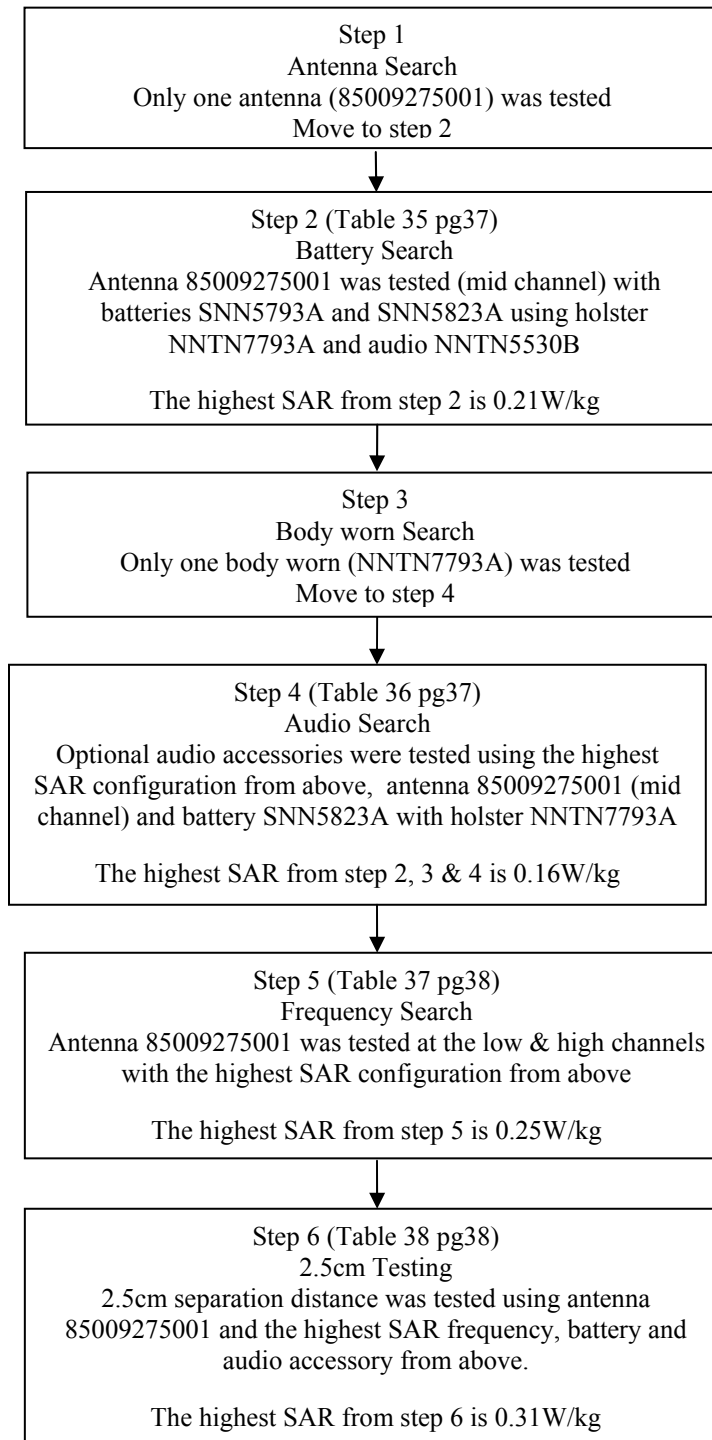 Step 1
Antenna Search
Only one antenna (85009275001) was tested
Move to step 2
Step 2 (Table 35 pg37)
Battery Search
Antenna 85009275001 was tested (mid channel) with
batteries SNN5793A and SNN5823A using holster
NNTN7793A and audio NNTN5530B
The highest SAR from step 2 is 0.21W/kg
Step 3
Body worn Search
Only one body worn (NNTN7793A) was tested
Move to step 4
Step 4 (Table 36 pg37)
Audio Search
Optional audio accessories were tested using the highest
SAR configuration from above, antenna 85009275001 (mid
channel) and battery SNN5823A with holster NNTN7793A
The highest SAR from step 2, 3 & 4 is 0.16W/kg
Step 5 (Table 37 pg38)
Frequency Search
Antenna 85009275001 was tested at the low & high channels
with the highest SAR configuration from above
The highest SAR from step 5 is 0.25W/kg
Step 6 (Table 38 pg38)
2.5cm Testing
2.5cm separation distance was tested using antenna
85009275001 and the highest SAR frequency, battery and
audio accessory from above.
The highest SAR from step 6 is 0.31W/kg